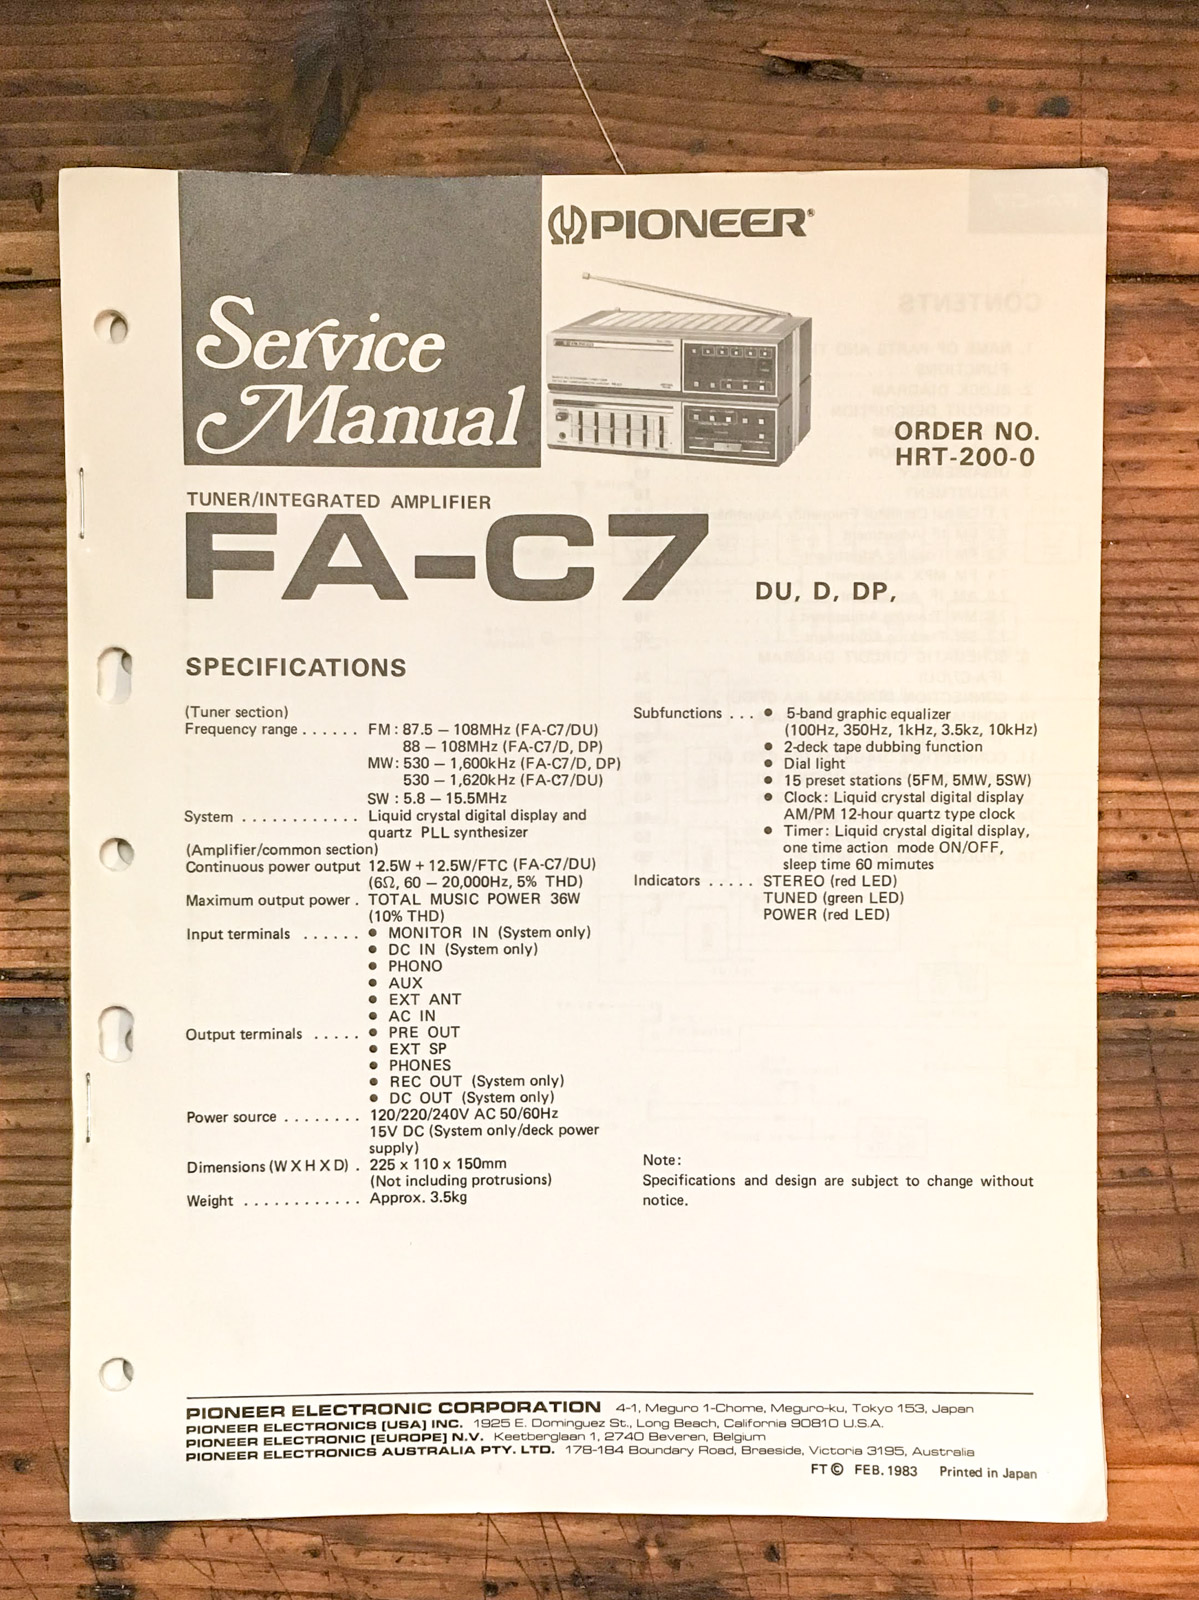 Service
Manual
PIONEER®
ORDER NO.
HRT-200-0
TUNER/INTEGRATED AMPLIFIER
FA-C7
DU, D, DP,
SPECIFICATIONS
(Tuner section)
Frequency range . . . . . . FM : 87.5 – 108MHz (FA-C7/DU)
88 – 108MHz (FA-C7/D, DP)
MW: 530 – 1,600kHz (FA-C7/D, DP)
530 – 1,620kHz (FA-C7/DU)
SW : 5.8 – 15.5MHz
System . . . . . . . . . . . . Liquid crystal digital display and
quartz PLL synthesizer
(Amplifier/common section)
Continuous power output 12.5W + 12.5W/FTC (FA-C7/DU)
(6Ω, 60 – 20,000Hz, 5% THD)
Maximum output power . TOTAL MUSIC POWER 36W
(10% THD)
Input terminals . . . . . . ● MONITOR IN (System only)
● DC IN (System only)
● PHONO
● AUX
● EXT ANT
● AC IN
Output terminals . . . . . ● PRE OUT
● EXT SP
● PHONES
● REC OUT (System only)
● DC OUT (System only)
Power source . . . . . . . . 120/220/240V AC 50/60Hz
15V DC (System only/deck power
supply)
Dimensions (W X H X D) . 225 x 110 x 150mm
(Not including protrusions)
Weight . . . . . . . . . . . . Approx. 3.5kg
Subfunctions . . . ● 5-band graphic equalizer
(100Hz, 350Hz, 1kHz, 3.5kz, 10kHz)
● 2-deck tape dubbing function
● Dial light
● 15 preset stations (5FM, 5MW, 5SW)
● Clock: Liquid crystal digital display
AM/PM 12-hour quartz type clock
● Timer: Liquid crystal digital display,
one time action mode ON/OFF,
sleep time 60 mimutes
Indicators . . . . . STEREO (red LED)
TUNED (green LED)
POWER (red LED)
Note:
Specifications and design are subject to change without
notice.
PIONEER ELECTRONIC CORPORATION 4-1, Meguro 1-Chome, Meguro-ku, Tokyo 153, Japan
PIONEER ELECTRONICS [USA] INC. 1925 E. Dominguez St., Long Beach, California 90810 U.S.A.
PIONEER ELECTRONIC [EUROPE] N.V. Keetberglaan 1, 2740 Beveren, Belgium
PIONEER ELECTRONICS AUSTRALIA PTY. LTD. 178-184 Boundary Road, Braeside, Victoria 3195, Australia
FT © FEB. 1983 Printed in Japan